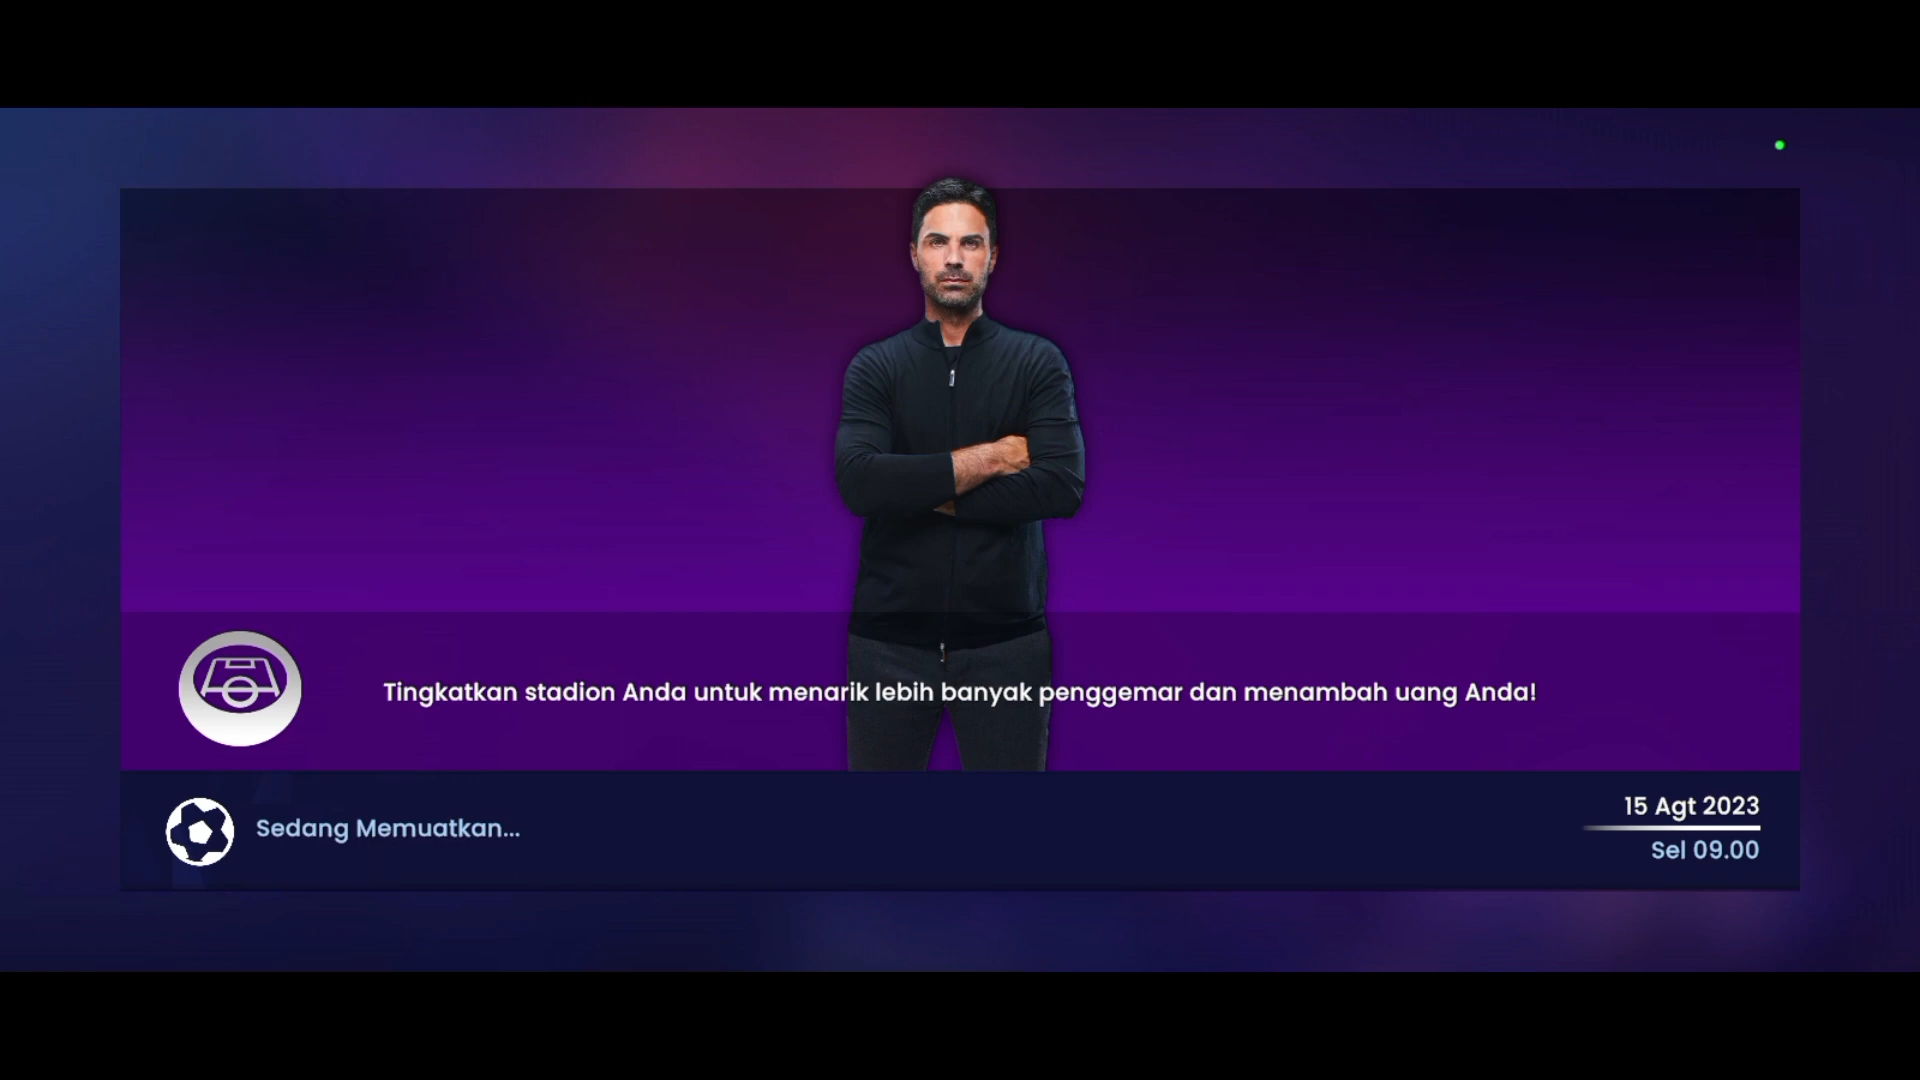 Tingkatkan stadion Anda untuk menarik lebih banyak penggemar dan menambah uang Anda!
Sedang Memuatkan...
15 Agt 2023
Sel 09.00